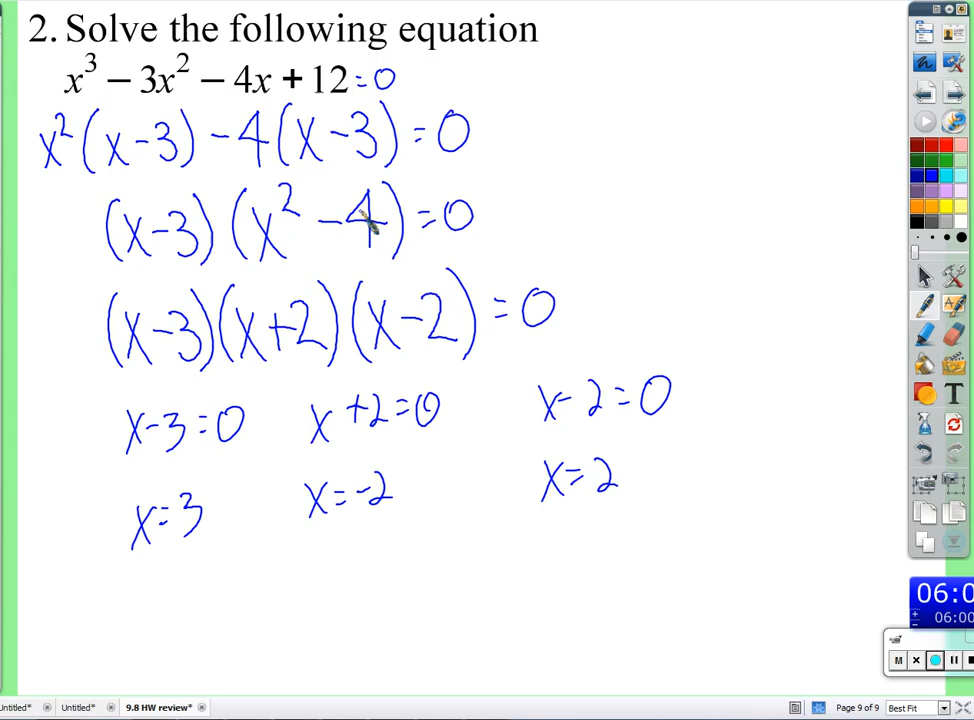 2. Solve the following equation
x³ − 3x² − 4x + 12 = 0
x²(x−3) −4(x−3) = 0
(x−3)(x²−4) = 0
(x−3)(x+2)(x−2) = 0
x−3=0 x+2=0 x−2=0
x=3 x=−2 x=2
06:0
06:00
M
Untitled* Untitled* 9.8 HW review* Page 9 of 9 Best Fit